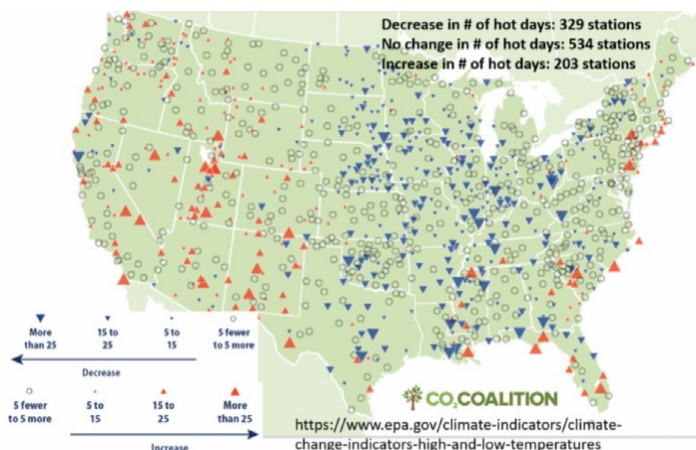 Decrease in # of hot days: 329 stations
No change in # of hot days: 534 stations
Increase in # of hot days: 203 stations
More than 25
15 to 25
5 to 15
5 fewer to 5 more
Decrease
5 fewer to 5 more
5 to 15
15 to 25
More than 25
Increase
CO₂COALITION
https://www.epa.gov/climate-indicators/climate-
change-indicators-high-and-low-temperatures